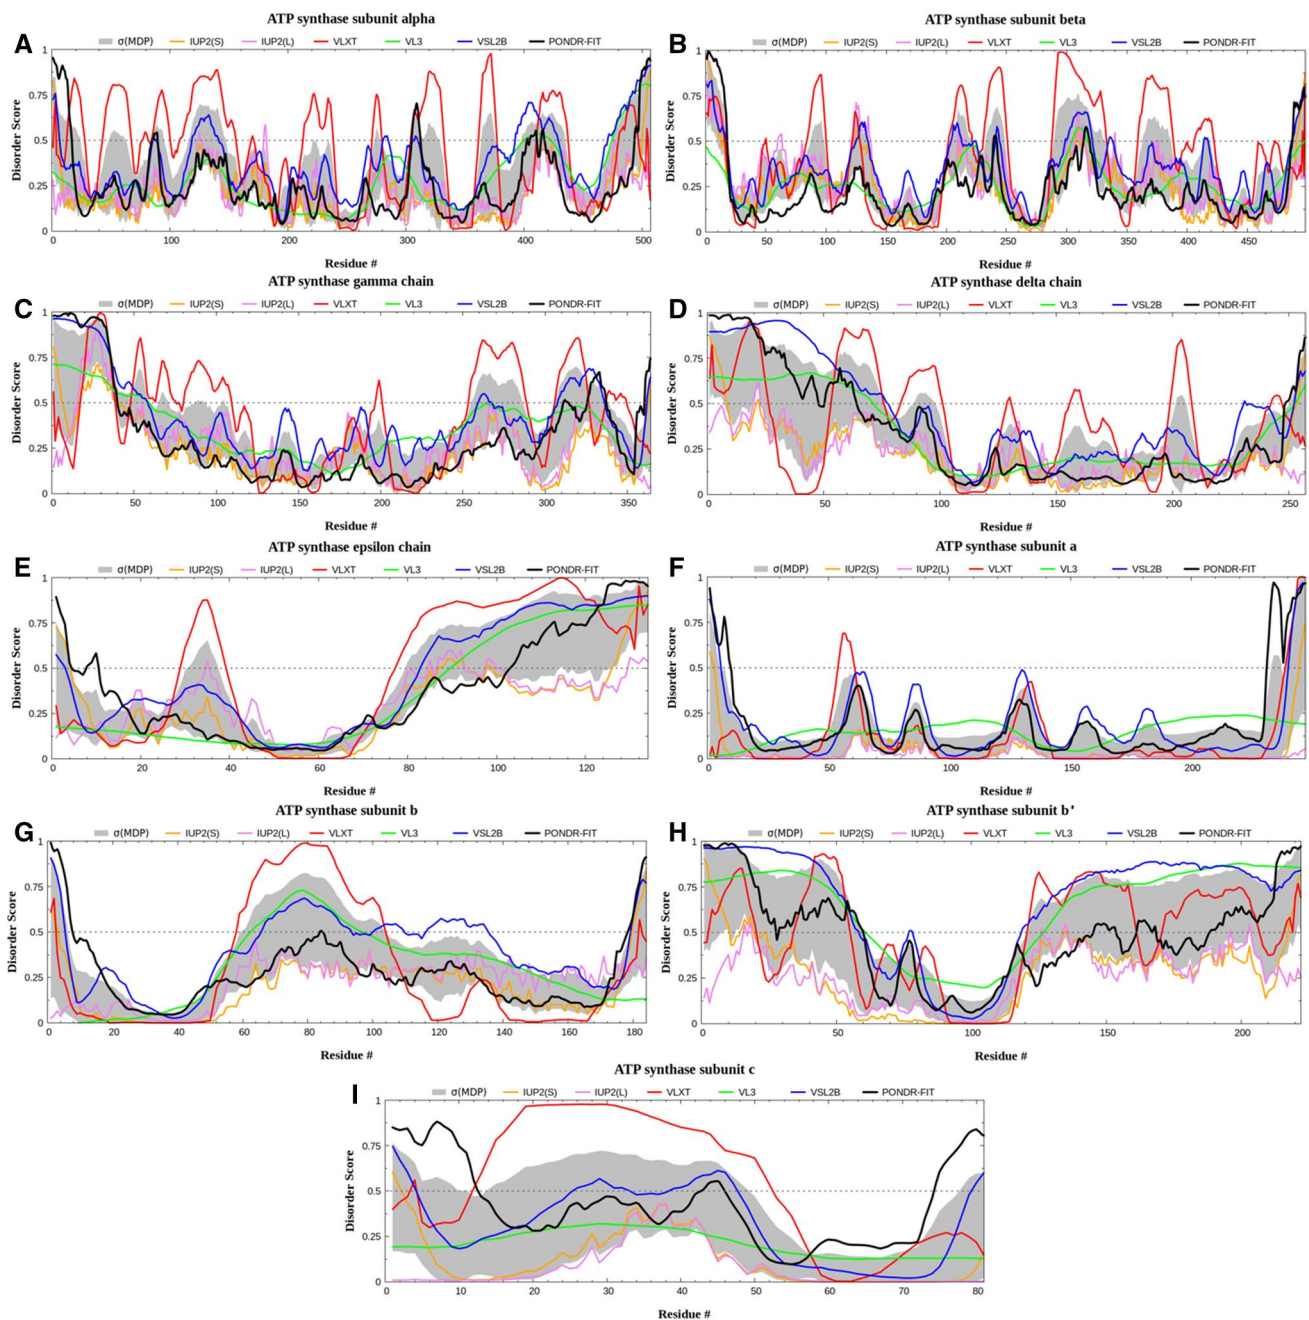 ATP synthase subunit alpha
A
σ(MDP) IUP2(S) IUP2(L) VLXT VL3 VSL2B PONDR-FIT
Disorder Score
1
0.75
0.5
0.25
0
0 100 200 300 400 500
Residue #
ATP synthase subunit beta
B
σ(MDP) IUP2(S) IUP2(L) VLXT VL3 VSL2B PONDR-FIT
Disorder Score
1
0.75
0.5
0.25
0
0 50 100 150 200 250 300 350 400 450
Residue #
ATP synthase gamma chain
C
σ(MDP) IUP2(S) IUP2(L) VLXT VL3 VSL2B PONDR-FIT
Disorder Score
1
0.75
0.5
0.25
0
0 50 100 150 200 250 300 350
Residue #
ATP synthase delta chain
D
σ(MDP) IUP2(S) IUP2(L) VLXT VL3 VSL2B PONDR-FIT
Disorder Score
1
0.75
0.5
0.25
0
0 50 100 150 200 250
Residue #
ATP synthase epsilon chain
E
σ(MDP) IUP2(S) IUP2(L) VLXT VL3 VSL2B PONDR-FIT
Disorder Score
1
0.75
0.5
0.25
0
0 20 40 60 80 100 120
Residue #
ATP synthase subunit a
F
σ(MDP) IUP2(S) IUP2(L) VLXT VL3 VSL2B PONDR-FIT
Disorder Score
1
0.75
0.5
0.25
0
0 50 100 150 200
Residue #
ATP synthase subunit b
G
σ(MDP) IUP2(S) IUP2(L) VLXT VL3 VSL2B PONDR-FIT
Disorder Score
1
0.75
0.5
0.25
0
0 20 40 60 80 100 120 140 160 180
Residue #
ATP synthase subunit b'
H
σ(MDP) IUP2(S) IUP2(L) VLXT VL3 VSL2B PONDR-FIT
Disorder Score
1
0.75
0.5
0.25
0
0 50 100 150 200
Residue #
ATP synthase subunit c
I
σ(MDP) IUP2(S) IUP2(L) VLXT VL3 VSL2B PONDR-FIT
Disorder Score
1
0.75
0.5
0.25
0
0 10 20 30 40 50 60 70 80
Residue #